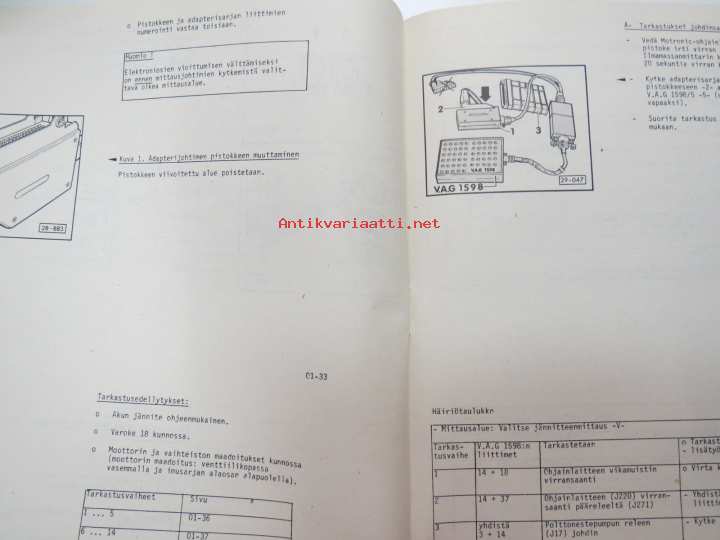 o Pistokkeen ja adapterisarjan liittimien
numerointi vastaa toisiaan.
Huomio !
Elektroniosien vioittumisen välttämiseksi
on ennen mittausjohtimien kytkemistä valit-
tava oikea mittausalue.
28-883
Kuva 1. Adapterijohtimen pistokkeen muuttaminen
Pistokkeen viivoitettu alue poistetaan.
01-33
Tarkastusedellytykset:
o Akun jännite ohjeenmukainen.
o Varoke 18 kunnossa.
o Moottorin ja vaihteiston maadoitukset kunnossa
(moottorin maadoitus: venttiilikopassa
vasemmalla ja imusarjan alaosan alapuolella).
Tarkastusvaiheet Sivu
1 ... 5 01-36
6 ... 14 01-37
A- Tarkastukset johdinsa
- Vedä Motronic-ohjai
pistoke irti virran
Ilmamassanmittarin k
20 sekuntia virran
- Kytke adapterisarja
pistokkeeseen -2- a
V.A.G 1598/5 -5- (
vapaaksi).
- Suorita tarkastus
mukaan.
2
1
3
V.A.G 1598
V.A.G 1598
29-047
Antikvariaatti.net
Häiriötaulukko
- Mittausalue: Valitse jännitteenmittaus -V-
Tarkas-
tusvaihe
V.A.G 1598:n
liittimet
Tarkastetaan
o Tarkast
- lisätyö
1 14 + 18 Ohjainlaitteen vikamuistin
virransaanti
o Virta k
2 14 + 37 Ohjainlaitteen (J220) virran-
saanti pääreleeltä (J271)
- Yhdistä
liittim
3 yhdistä
3 + 14
Polttonestepumpun releen
(J17) johdin
- Kytke